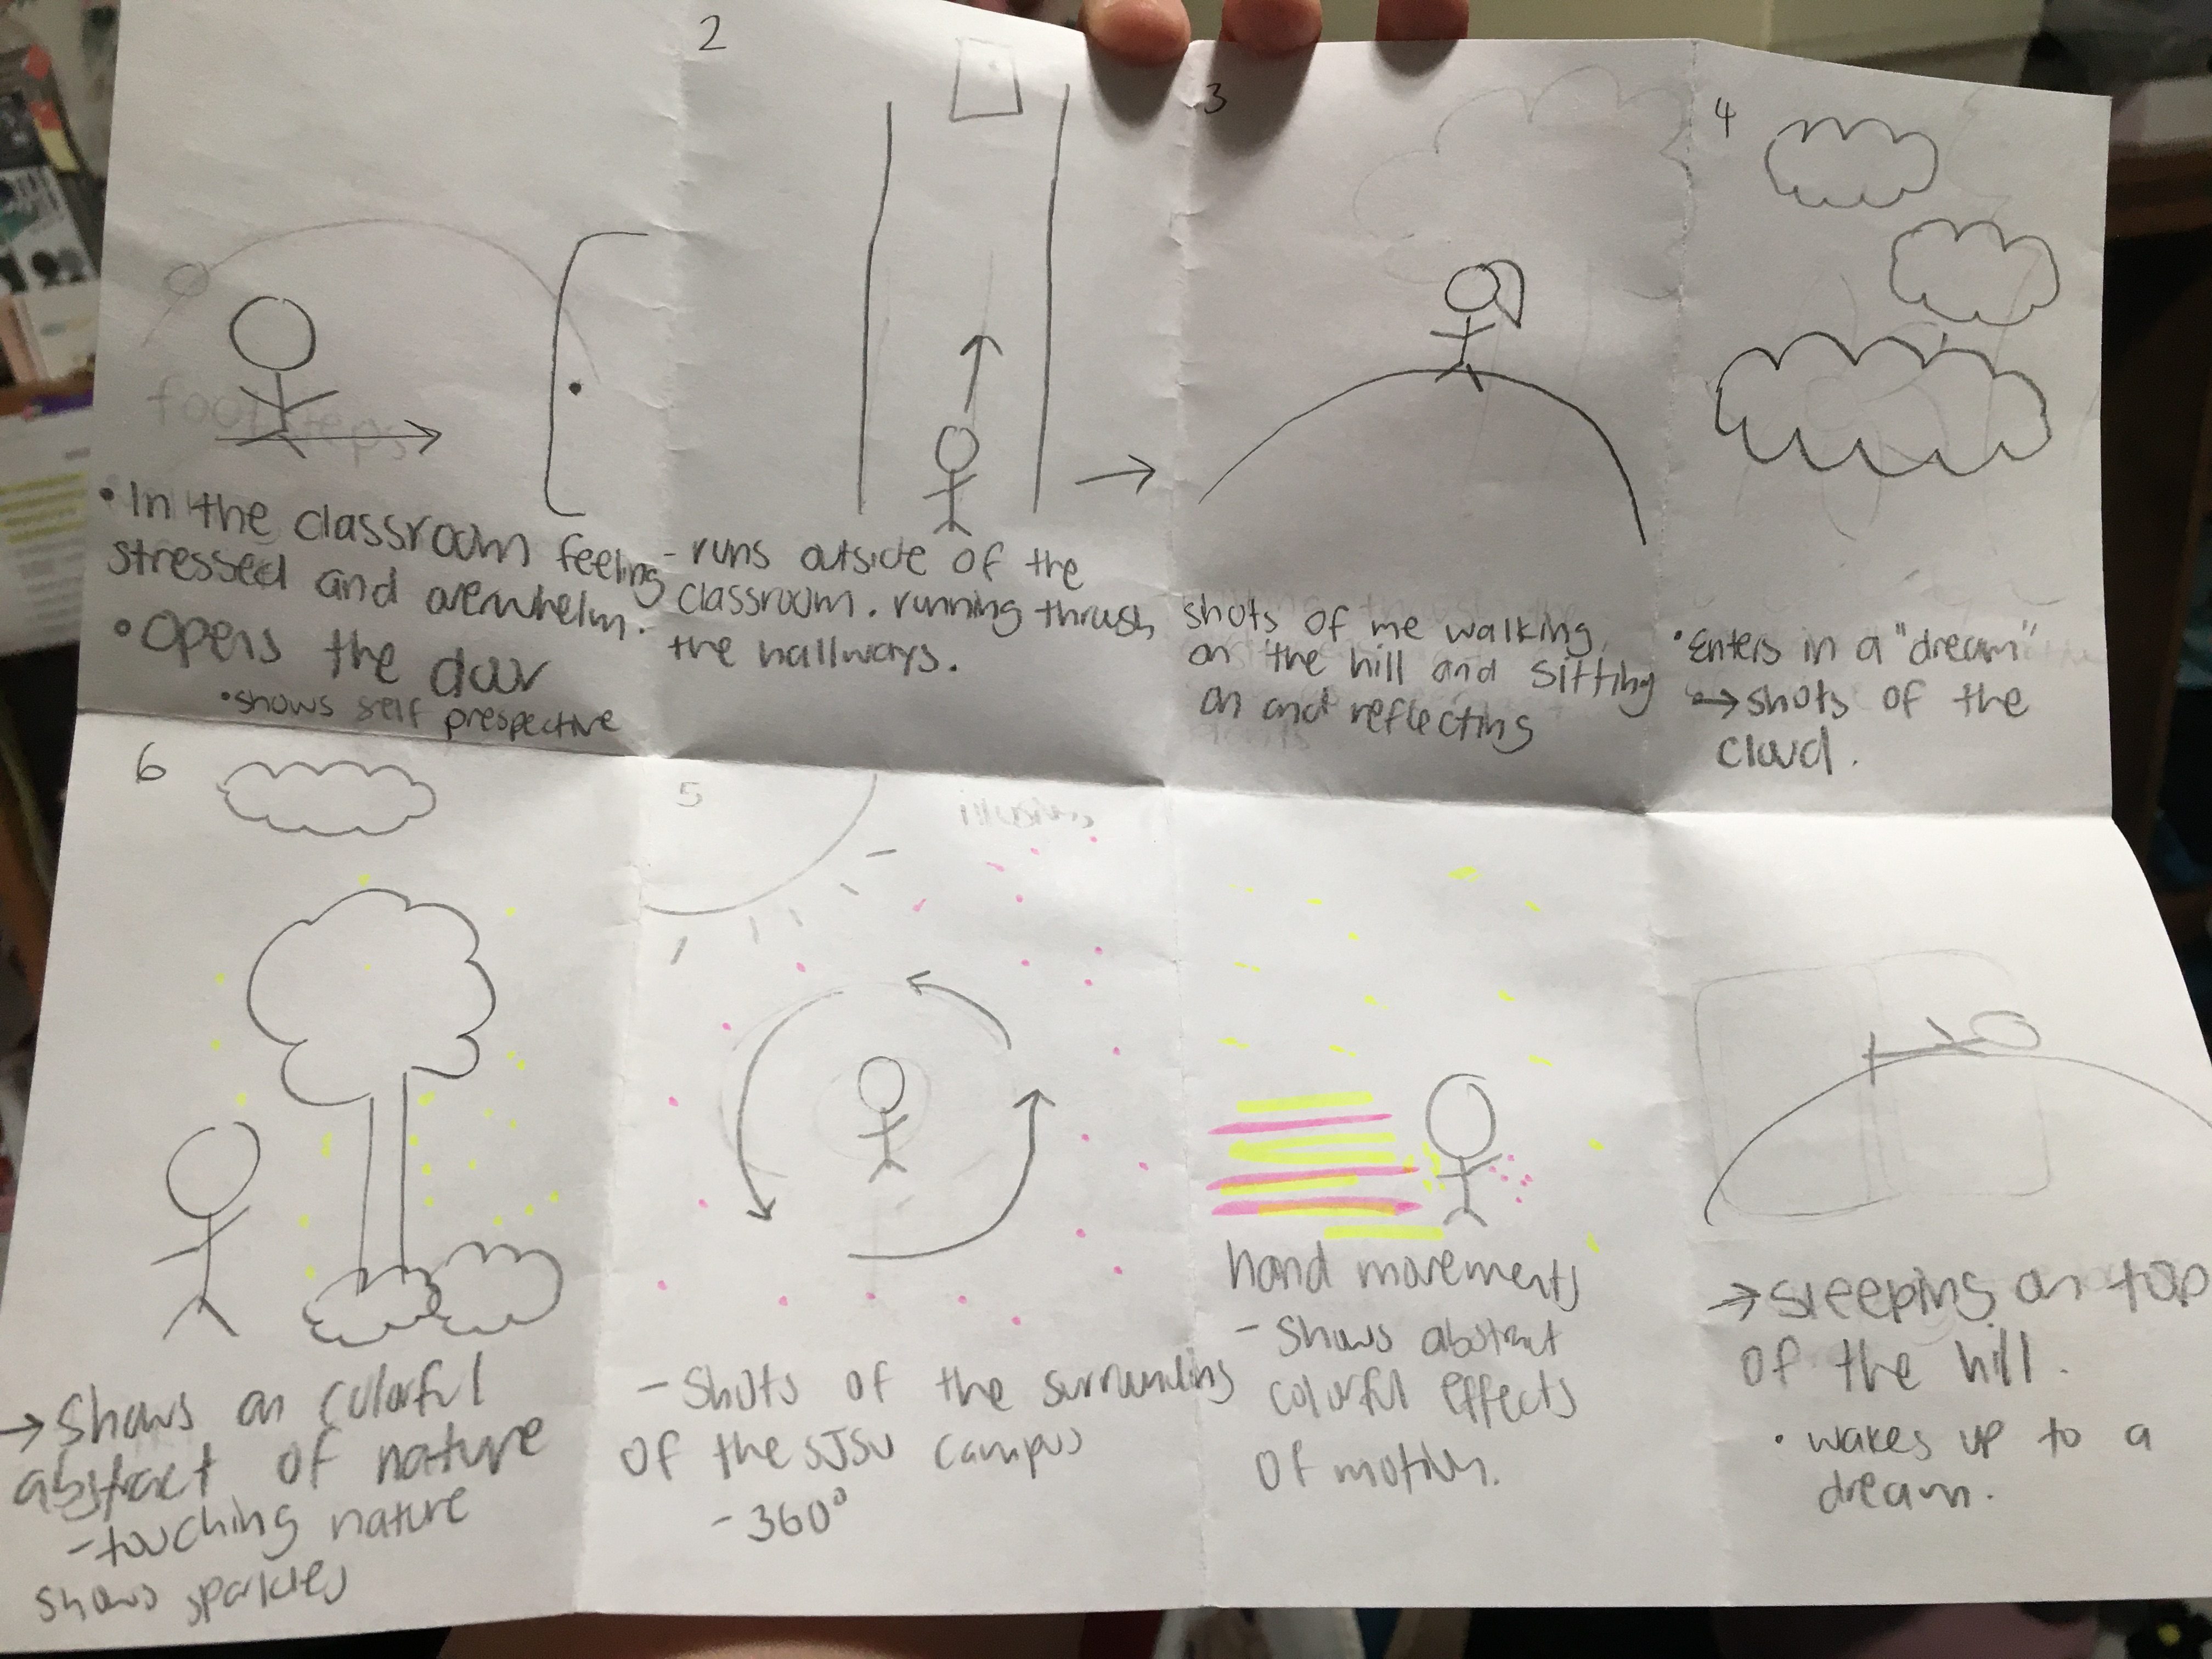 footsteps
• In the classroom feeling
stressed and overwhelm.
• Opens the door
• shows self prespective
2
- runs outside of the
classroom. running thrush
the hallways.
3
shots of me walking
on the hill and sitting
on and reflecting
4
• Enters in a "dream"
→ shots of the
cloud.
6
→ Shows an colorful
abstract of nature
- touching nature
shows sparkles
5
illusions
- Shots of the surrounding
of the SJSU campus
- 360°
hand movements
- Shows abstract
colorful effects
of motion.
→ sleeping on top
of the hill.
• wakes up to a
dream.